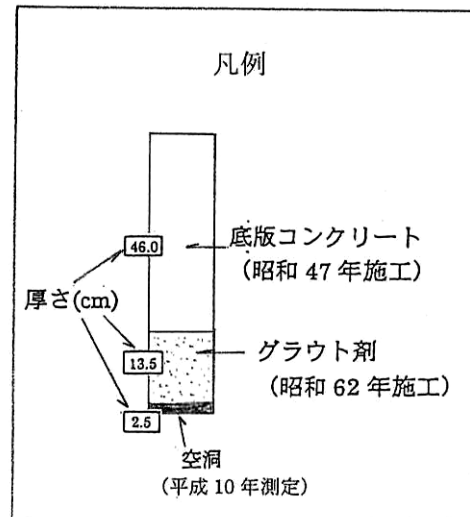 凡例
46.0
底版コンクリート
(昭和 47 年施工)
厚さ(cm)
13.5
グラウト剤
(昭和 62 年施工)
2.5
空洞
(平成 10 年測定)